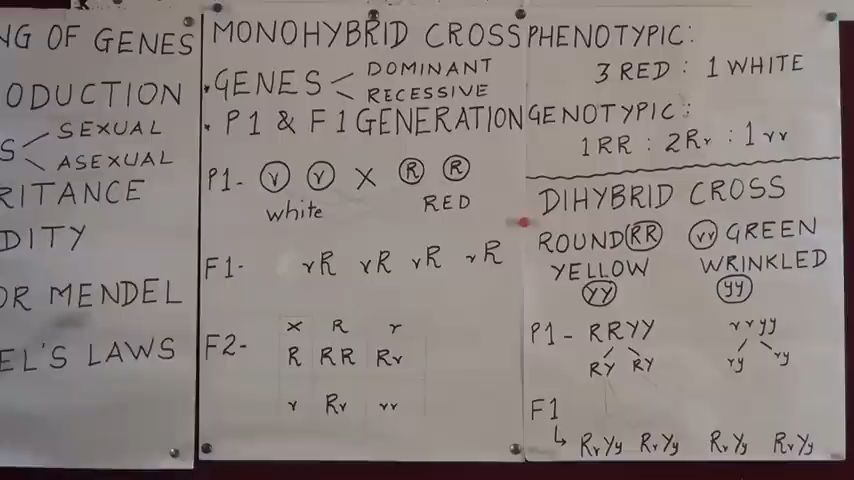 NG OF GENES
ODUCTION
S SEXUAL
ASEXUAL
RITANCE
DITY
OR MENDEL
EL'S LAWS
MONOHYBRID CROSS
.GENES DOMINANT
RECESSIVE
. P1 & F1 GENERATION
P1- r r X R R
white RED
F1- rR rR rR rR
F2-
x R r
R RR Rr
r Rr rr
PHENOTYPIC:
3 RED : 1 WHITE
GENOTYPIC:
1RR : 2Rr : 1rr
DIHYBRID CROSS
ROUND RR rr GREEN
YELLOW WRINKLED
YY yy
P1- RRYY rryy
RY RY ry ry
F1
↳ RrYy RrYy RrYy RrYy